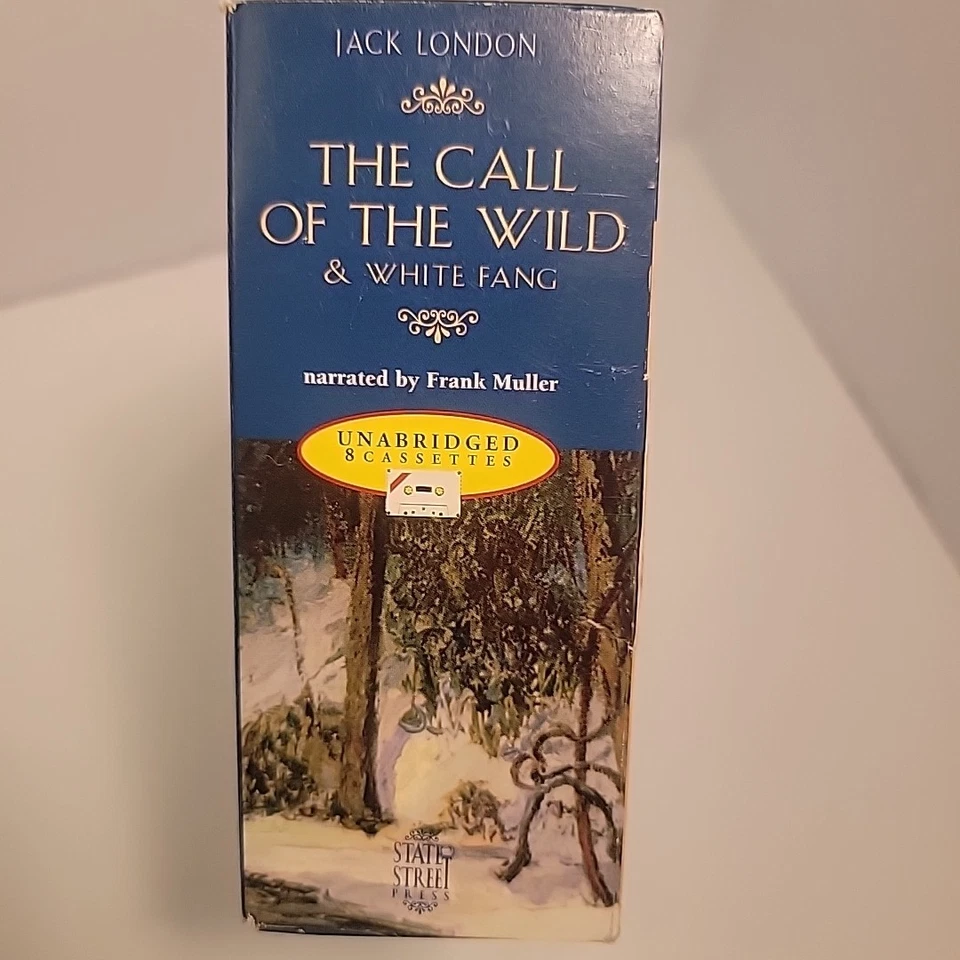 JACK LONDON
THE CALL
OF THE WILD
& WHITE FANG
narrated by Frank Muller
UNABRIDGED
8 CASSETTES
STATE
STREET
PRESS